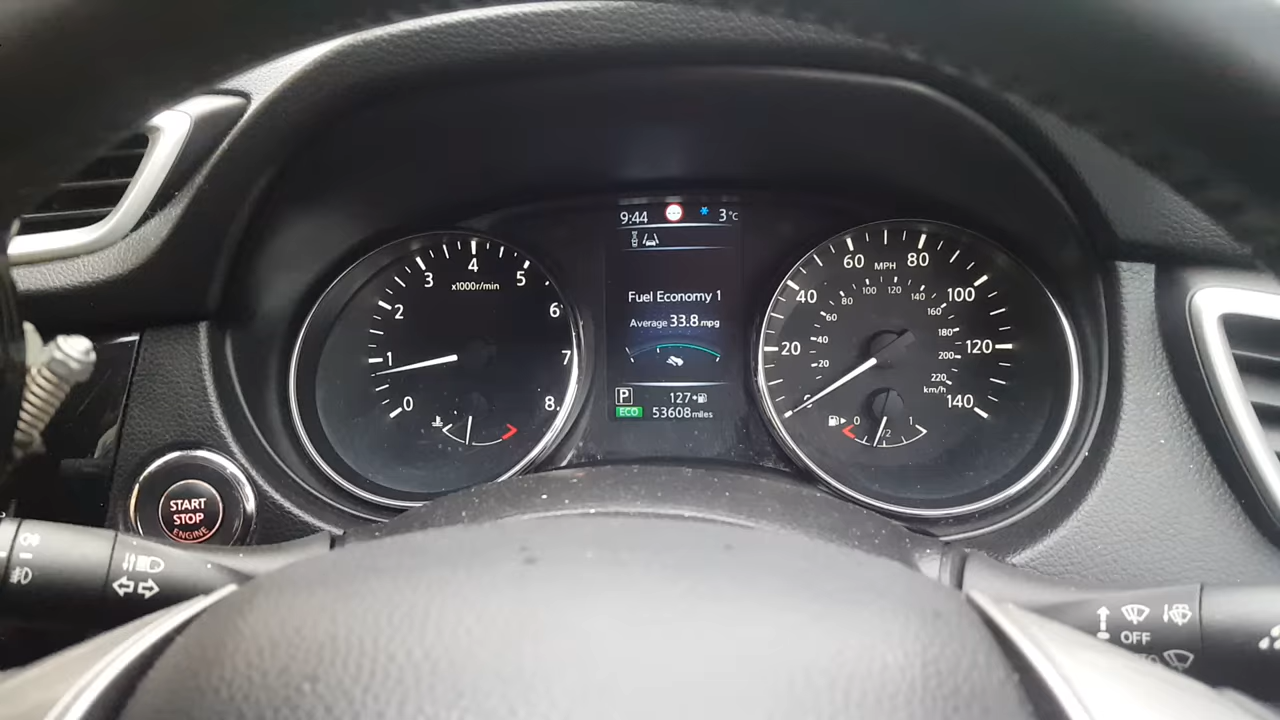 9:44 3°C
Fuel Economy 1
Average 33.8 mpg
P 127
ECO 53608 miles
0 1 2 3 4 5 6 7 8
x1000r/min
20 40 60 80 100 120 140
MPH
20 40 60 80 100 120 140 160 180 200 220
km/h
0 1/2 1
START
STOP
ENGINE
OFF